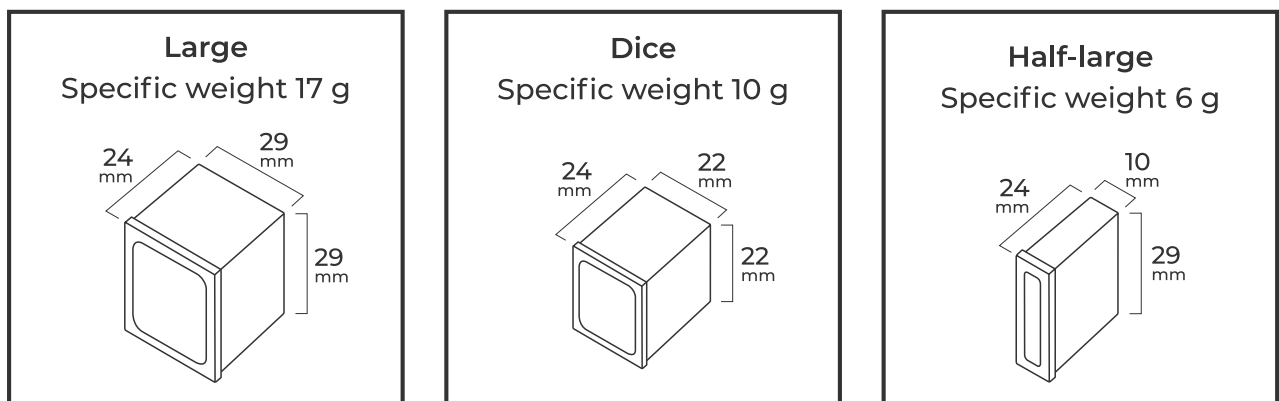 Large
Specific weight 17 g
24
mm
29
mm
29
mm
Dice
Specific weight 10 g
24
mm
22
mm
22
mm
Half-large
Specific weight 6 g
24
mm
10
mm
29
mm